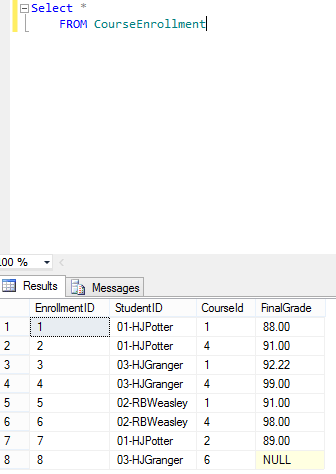 Select *
FROM CourseEnrollment
.00 %
Results Messages
EnrollmentID StudentID CourseId FinalGrade
1 1 01-HJPotter 1 88.00
2 2 01-HJPotter 4 91.00
3 3 03-HJGranger 1 92.22
4 4 03-HJGranger 4 99.00
5 5 02-RBWeasley 1 91.00
6 6 02-RBWeasley 4 98.00
7 7 01-HJPotter 2 89.00
8 8 03-HJGranger 6 NULL